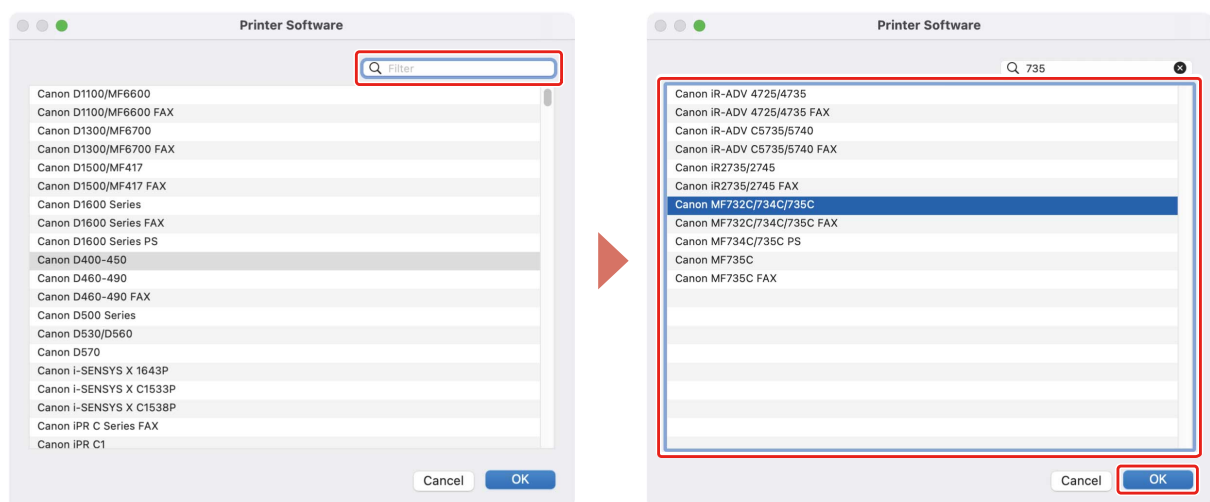 Printer Software
Filter
Canon D1100/MF6600
Canon D1100/MF6600 FAX
Canon D1300/MF6700
Canon D1300/MF6700 FAX
Canon D1500/MF417
Canon D1500/MF417 FAX
Canon D1600 Series
Canon D1600 Series FAX
Canon D1600 Series PS
Canon D400-450
Canon D460-490
Canon D460-490 FAX
Canon D500 Series
Canon D530/D560
Canon D570
Canon i-SENSYS X 1643P
Canon i-SENSYS X C1533P
Canon i-SENSYS X C1538P
Canon iPR C Series FAX
Canon iPR C1
Cancel
OK
Printer Software
735
Canon iR-ADV 4725/4735
Canon iR-ADV 4725/4735 FAX
Canon iR-ADV C5735/5740
Canon iR-ADV C5735/5740 FAX
Canon iR2735/2745
Canon iR2735/2745 FAX
Canon MF732C/734C/735C
Canon MF732C/734C/735C FAX
Canon MF734C/735C PS
Canon MF735C
Canon MF735C FAX
Cancel
OK